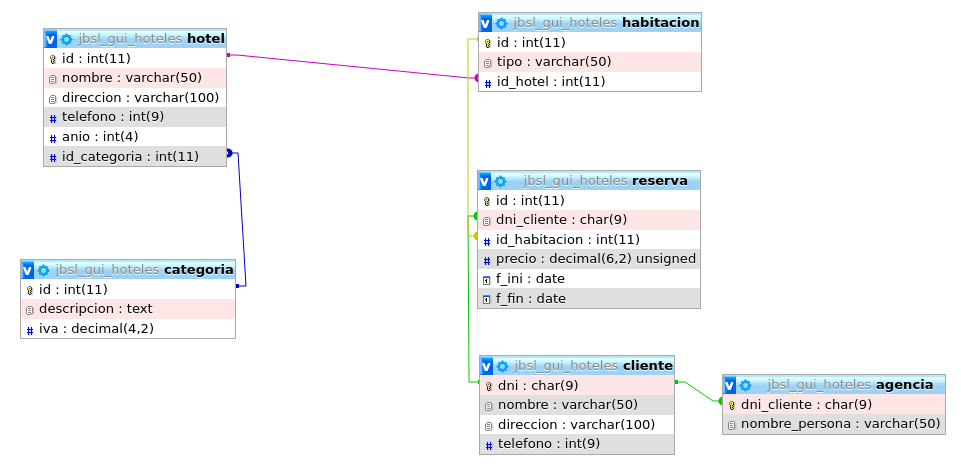 v jbsl_gui_hoteles hotel
id : int(11)
nombre : varchar(50)
direccion : varchar(100)
# telefono : int(9)
# anio : int(4)
# id_categoria : int(11)
v jbsl_gui_hoteles categoria
id : int(11)
descripcion : text
# iva : decimal(4,2)
v jbsl_gui_hoteles habitacion
id : int(11)
tipo : varchar(50)
# id_hotel : int(11)
v jbsl_gui_hoteles reserva
id : int(11)
dni_cliente : char(9)
# id_habitacion : int(11)
# precio : decimal(6,2) unsigned
f_ini : date
f_fin : date
v jbsl_gui_hoteles cliente
dni : char(9)
nombre : varchar(50)
direccion : varchar(100)
# telefono : int(9)
v jbsl_gui_hoteles agencia
dni_cliente : char(9)
nombre_persona : varchar(50)